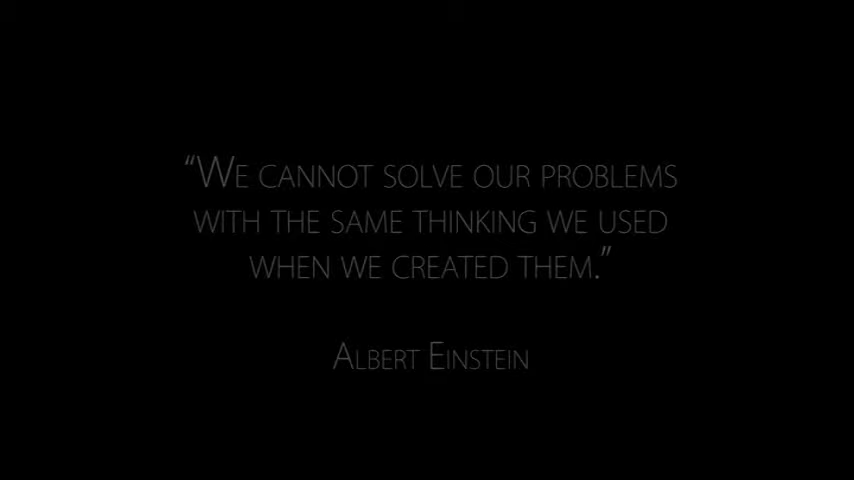 “We cannot solve our problems
with the same thinking we used
when we created them.”
Albert Einstein